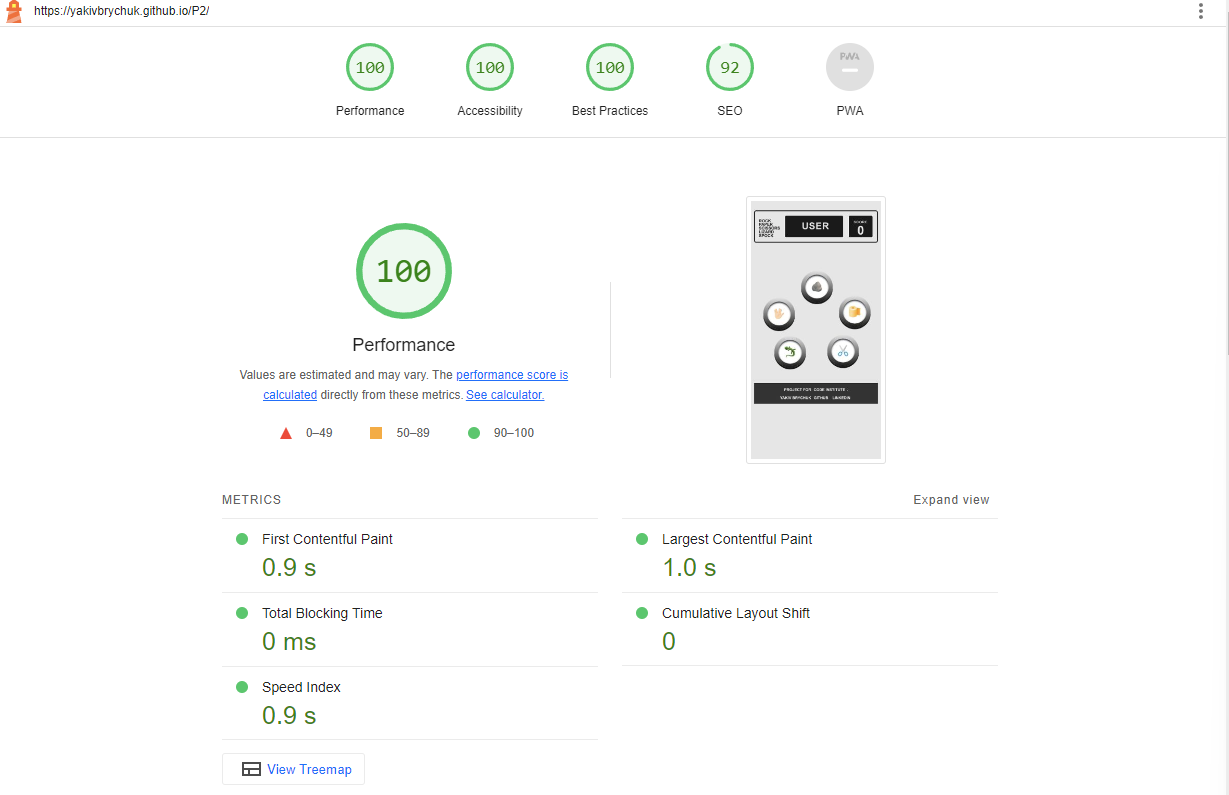 https://yakivbrychuk.github.io/P2/
100 100 100 92 PWA
Performance Accessibility Best Practices SEO PWA
ROCK
PAPER
SCISSORS
LIZARD
SPOCK
USER
SCORE
0
100
Performance
Values are estimated and may vary. The performance score is
calculated directly from these metrics. See calculator.
0–49 50–89 90–100
PROJECT FOR CODE INSTITUTE .
YAKIV BRYCHUK GITHUB LINKEDIN
METRICS
Expand view
First Contentful Paint
0.9 s
Largest Contentful Paint
1.0 s
Total Blocking Time
0 ms
Cumulative Layout Shift
0
Speed Index
0.9 s
View Treemap